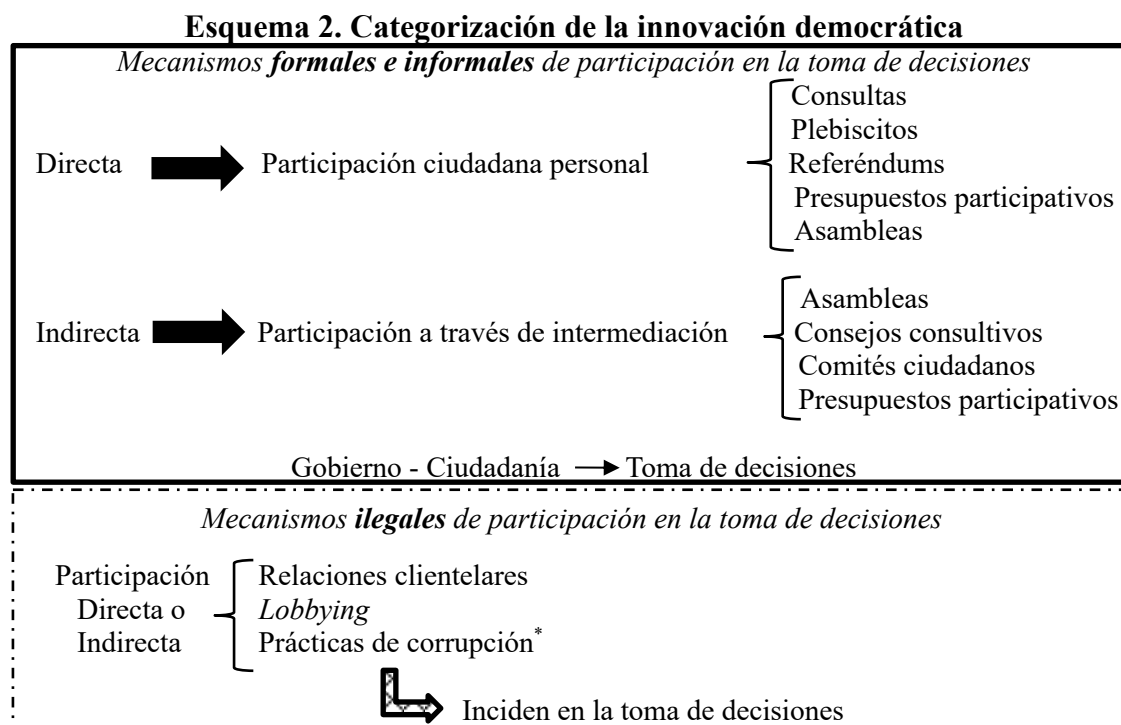 Esquema 2. Categorización de la innovación democrática
Mecanismos formales e informales de participación en la toma de decisiones
Directa
Participación ciudadana personal
Consultas
Plebiscitos
Referéndums
Presupuestos participativos
Asambleas
Indirecta
Participación a través de intermediación
Asambleas
Consejos consultivos
Comités ciudadanos
Presupuestos participativos
Gobierno - Ciudadanía → Toma de decisiones
Mecanismos ilegales de participación en la toma de decisiones
Participación
Directa o
Indirecta
Relaciones clientelares
Lobbying
Prácticas de corrupción*
Inciden en la toma de decisiones